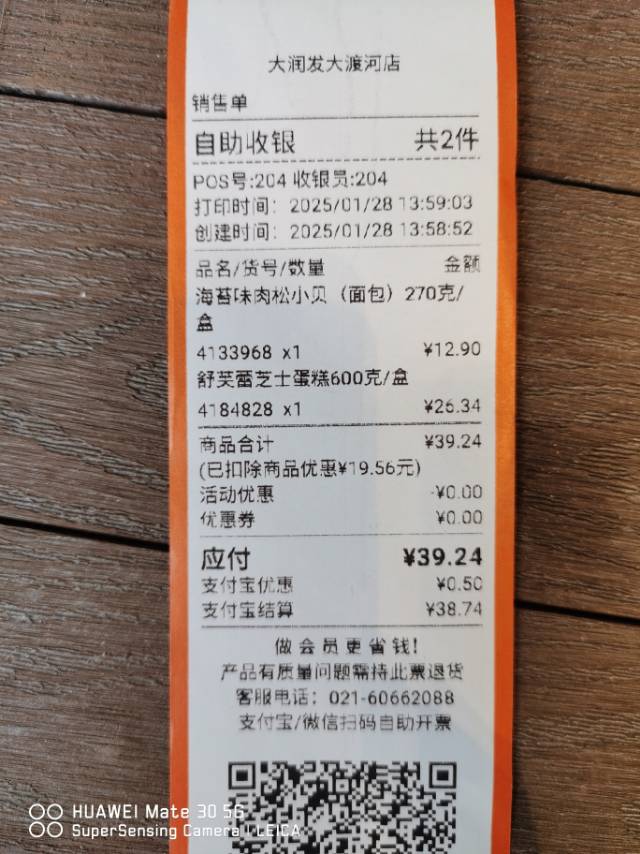 大润发大渡河店
销售单
自助收银 共2件
POS号:204 收银员:204
打印时间: 2025/01/28 13:59:03
创建时间: 2025/01/28 13:58:52
品名/货号/数量 金额
海苔味肉松小贝（面包）270克/
盒
4133968 x1 ¥12.90
舒芙蕾芝士蛋糕600克/盒
4184828 x1 ¥26.34
商品合计 ¥39.24
(已扣除商品优惠¥19.56元)
活动优惠 -¥0.00
优惠券 ¥0.00
应付 ¥39.24
支付宝优惠 ¥0.50
支付宝结算 ¥38.74
做会员更省钱!
产品有质量问题需持此票退货
客服电话: 021-60662088
支付宝/微信扫码自助开票
HUAWEI Mate 30 5G
SuperSensing Camera | LEICA